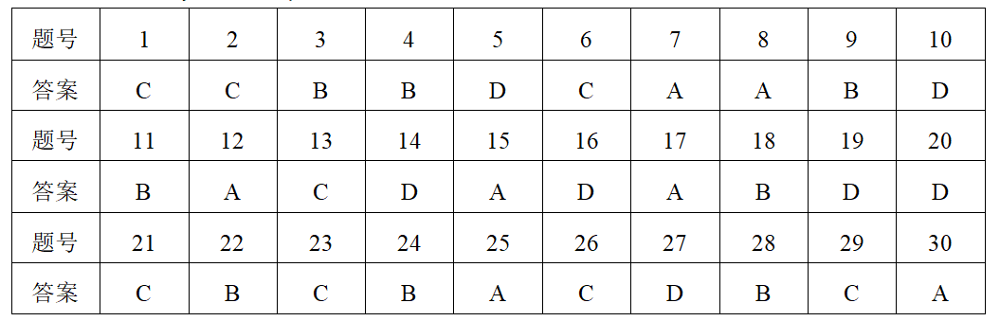 题号 1 2 3 4 5 6 7 8 9 10
答案 C C B B D C A A B D
题号 11 12 13 14 15 16 17 18 19 20
答案 B A C D A D A B D D
题号 21 22 23 24 25 26 27 28 29 30
答案 C B C B A C D B C A